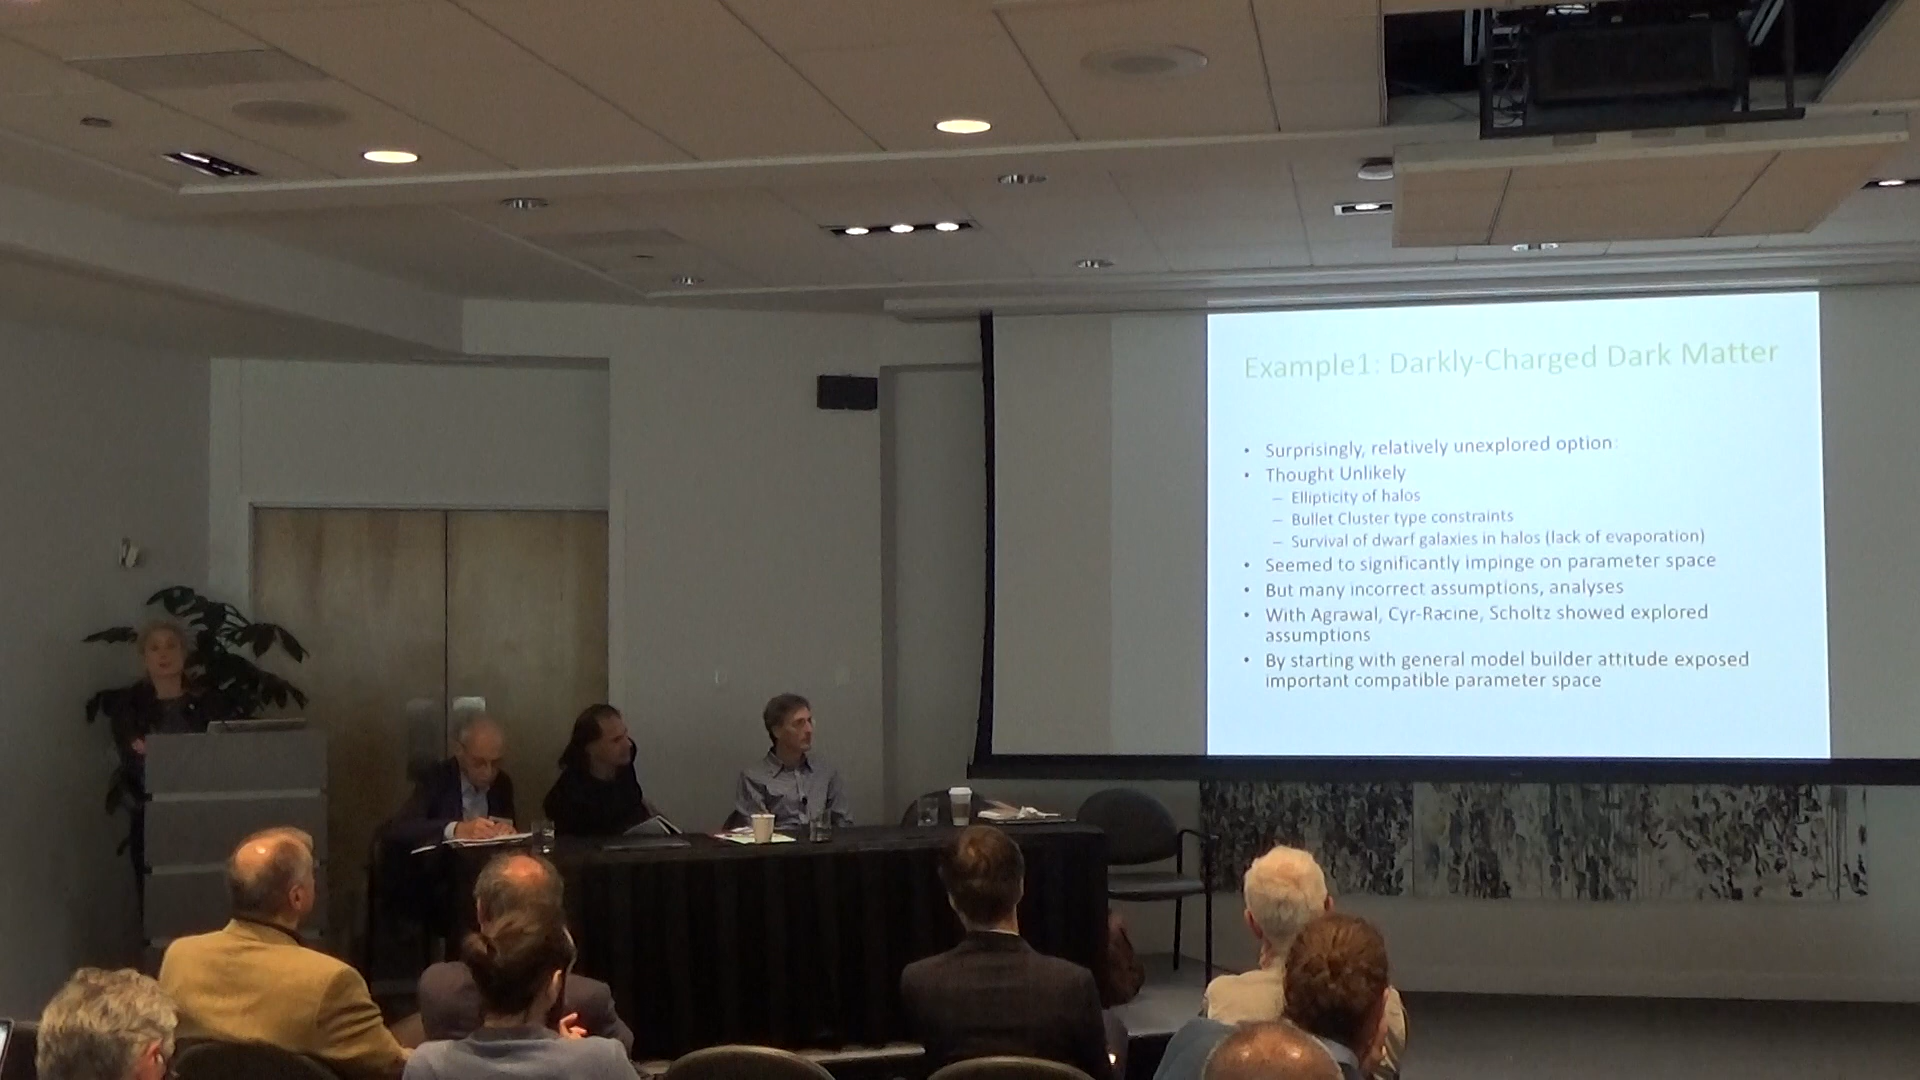 Example1: Darkly-Charged Dark Matter
• Surprisingly, relatively unexplored option:
• Thought Unlikely
– Ellipticity of halos
– Bullet Cluster type constraints
– Survival of dwarf galaxies in halos (lack of evaporation)
• Seemed to significantly impinge on parameter space
• But many incorrect assumptions, analyses
• With Agrawal, Cyr-Racine, Scholtz showed explored
assumptions
• By starting with general model builder attitude exposed
important compatible parameter space